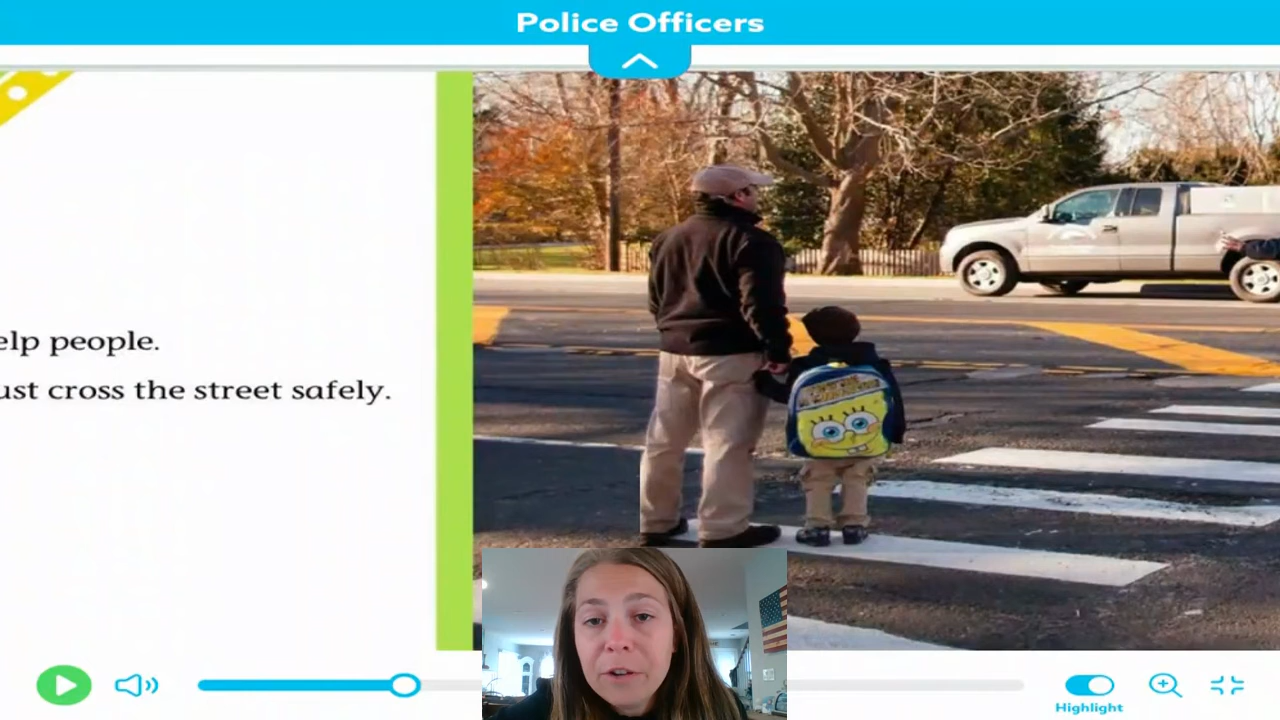 Police Officers
elp people.
ust cross the street safely.
Highlight